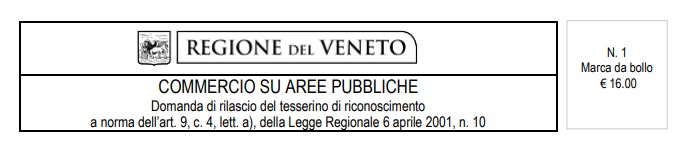 REGIONE DEL VENETO
COMMERCIO SU AREE PUBBLICHE
Domanda di rilascio del tesserino di riconoscimento
a norma dell'art. 9, c. 4, lett. a), della Legge Regionale 6 aprile 2001, n. 10
N. 1
Marca da bollo
€ 16.00